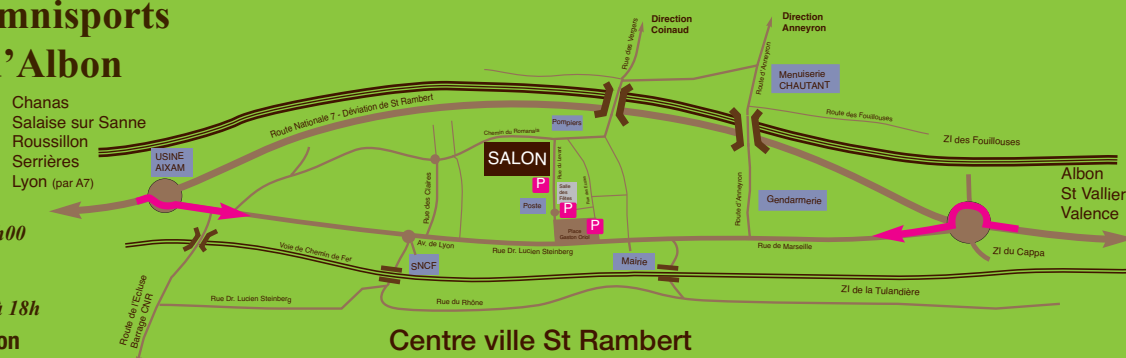 mnisports
'Albon
Chanas
Salaise sur Sanne
Roussillon
Serrières
Lyon (par A7)
h00
18h
on
Direction
Coinaud
Direction
Anneyron
Rue des Vergers
Route d'Anneyron
Menuiserie
CHAUTANT
Route des Fouillouses
ZI des Fouillouses
Route Nationale 7 - Déviation de St Rambert
Pompiers
Chemin du Romanais
USINE
AIXAM
SALON
Rue du Levant
P
Salle
des
Fêtes
P
Poste
P
Place
Rue des Claires
Route d'Anneyron
Gendarmerie
Albon
St Vallier
Valence
Av. de Lyon
Rue Dr. Lucien Steinberg
Rue de Marseille
ZI du Cappa
Voie de Chemin de Fer
SNCF
Mairie
ZI de la Tulandière
Route de l'Ecluse
Barrage CNR
Rue Dr. Lucien Steinberg
Rue du Rhône
Centre ville St Rambert